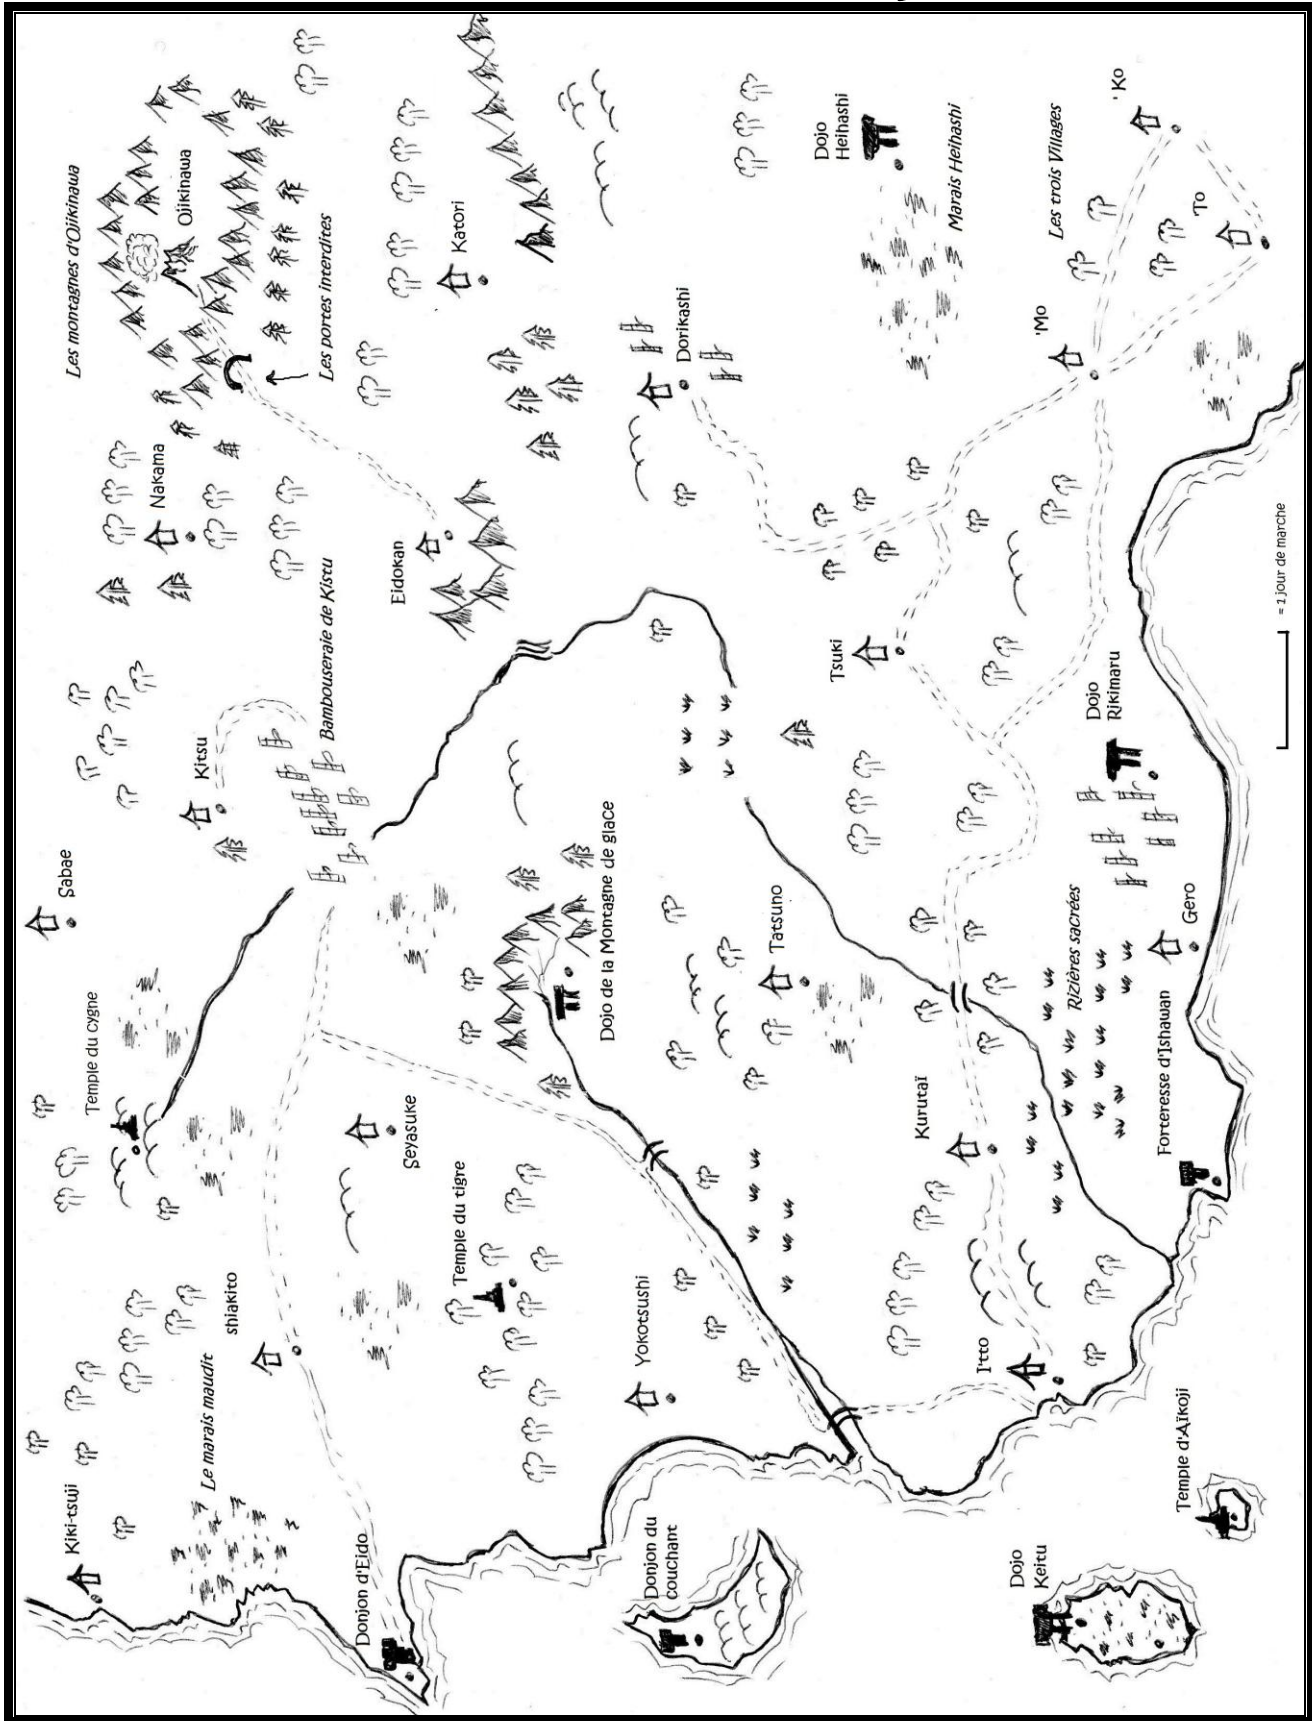 Sabae
Kiki-tsuji
Les montagnes d'Ojikinawa
Temple du cygne
Nakama
Ojikinawa
Kitsu
Le marais maudit
shiakito
Bambouseraie de Kistu
Les portes interdites
Donjon d'Eido
Eidokan
Seyasuke
Temple du tigre
Katori
Dojo de la Montagne de glace
Yokotsushi
Donjon du
couchant
Dorikashi
Tatsuno
Dojo
Heihashi
Tsuki
Kurutaï
Marais Heihashi
I'tto
Dojo
Keitu
'Mo
Les trois Villages
Rizières sacrées
Dojo
Rikimaru
'Ko
Forteresse d'Ishawan
Temple d'Aïkoji
Gero
'To
= 1 jour de marche